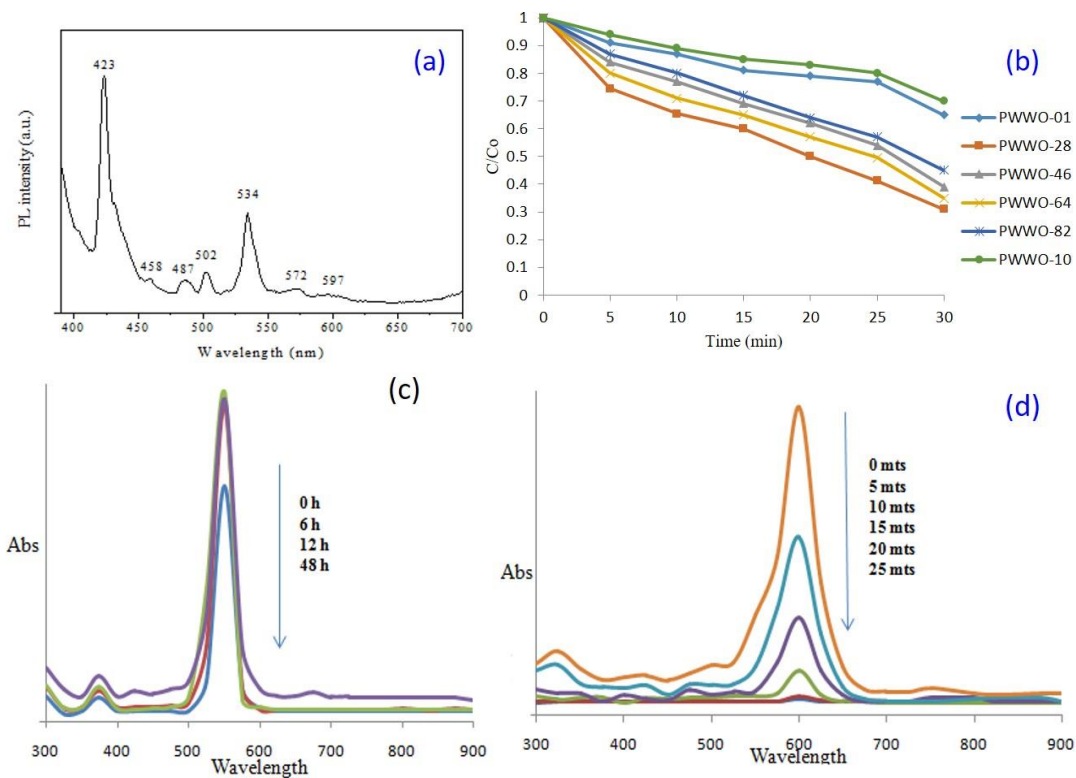 (a)
423
534
458
487
502
572
597
PL intensity (a.u.)
400 450 500 550 600 650 700
Wavelength (nm)
(b)
1
0.9
0.8
0.7
0.6
0.5
0.4
0.3
0.2
0.1
0
C/Co
0 5 10 15 20 25 30
Time (min)
PWWO-01
PWWO-28
PWWO-46
PWWO-64
PWWO-82
PWWO-10
(c)
0 h
6 h
12 h
48 h
Abs
300 400 500 600 700 800 900
Wavelength
(d)
0 mts
5 mts
10 mts
15 mts
20 mts
25 mts
Abs
300 400 500 600 700 800 900
Wavelength